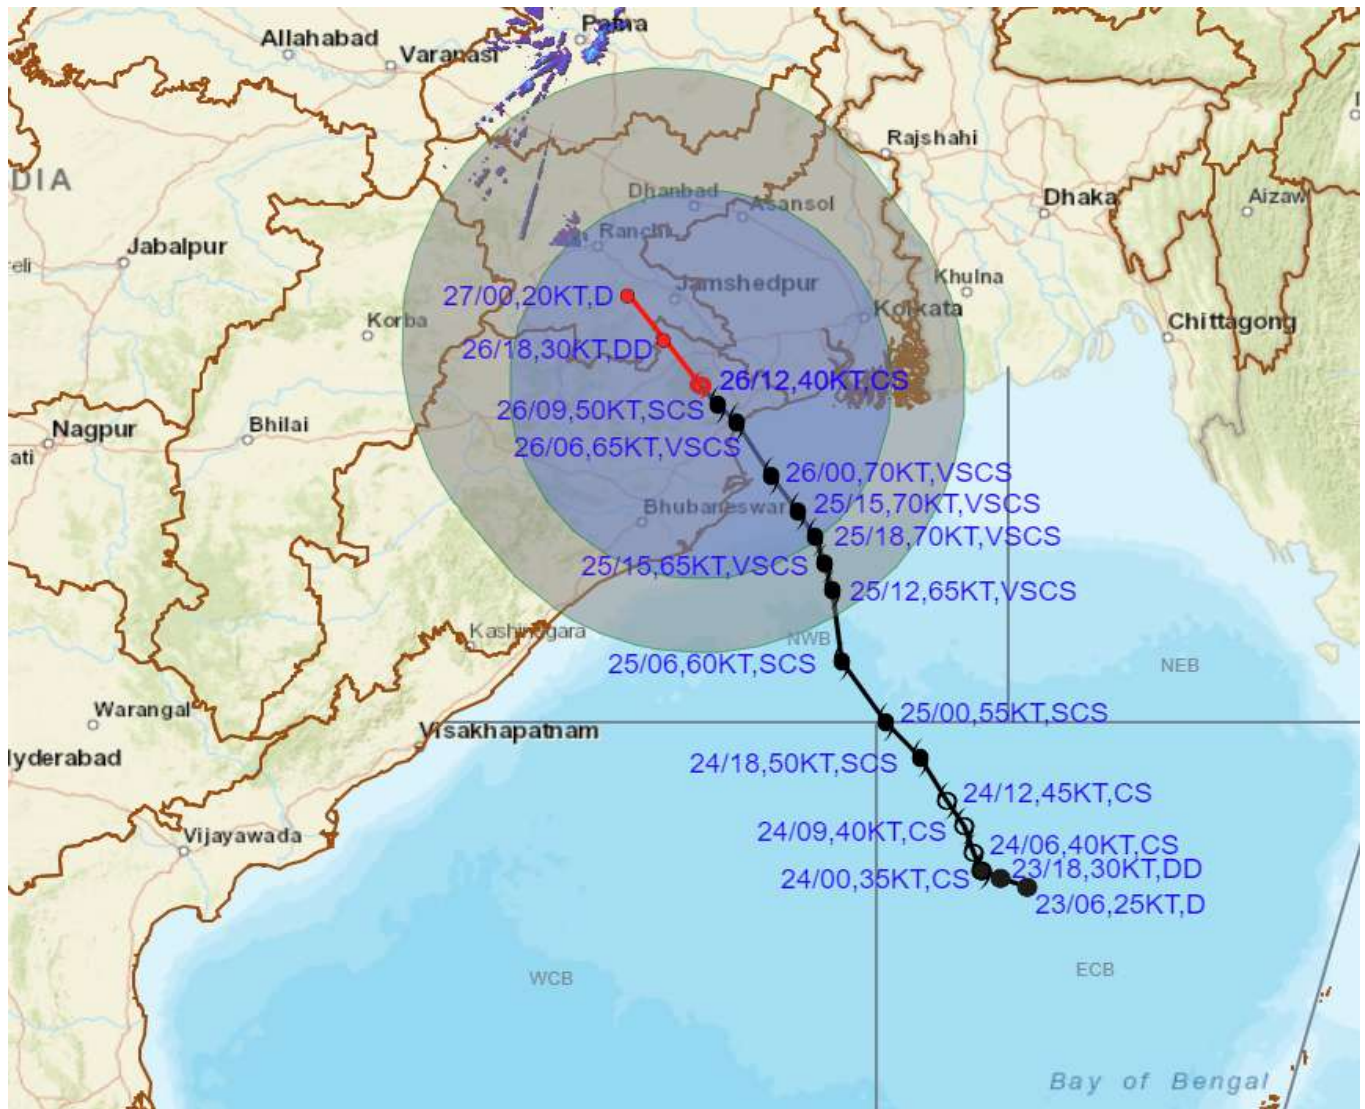 Patna
Allahabad
Varanasi
Rajshahi
DIA
Dhanbad
Asansol
Dhaka
Aizaw
Ranchi
Jabalpur
eli
Jamshedpur
Khulna
27/00,20KT,D
Kolkata
Korba
Chittagong
26/18,30KT,DD
26/12,40KT,CS
26/09,50KT,SCS
Nagpur
Bhilai
ati
26/06,65KT,VSCS
26/00,70KT,VSCS
Bhubaneswar
25/15,70KT,VSCS
25/18,70KT,VSCS
25/15,65KT,VSCS
25/12,65KT,VSCS
Kashinagara
NWB
25/06,60KT,SCS
NEB
Warangal
25/00,55KT,SCS
Visakhapatnam
lyderabad
24/18,50KT,SCS
24/12,45KT,CS
Vijayawada
24/09,40KT,CS
24/06,40KT,CS
23/18,30KT,DD
24/00,35KT,CS
23/06,25KT,D
WCB
ECB
Bay of Bengal